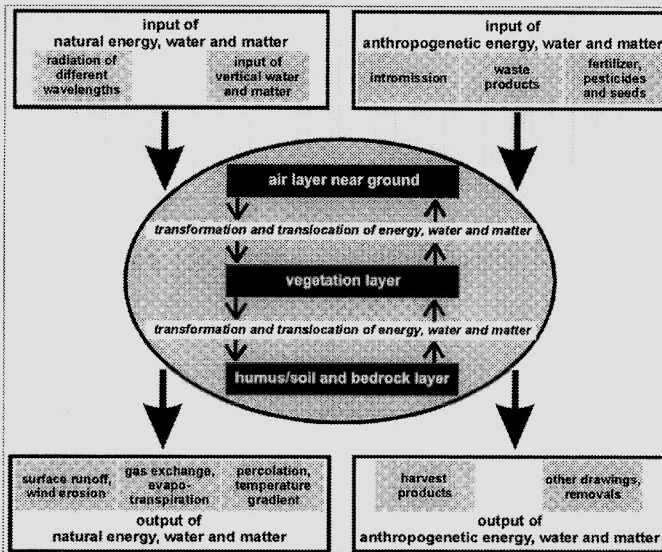 input of
natural energy, water and matter
radiation of
different
wavelengths
input of
vertical water
and matter
input of
anthropogenetic energy, water and matter
intromission
waste
products
fertilizer,
pesticides
and seeds
air layer near ground
transformation and translocation of energy, water and matter
vegetation layer
transformation and translocation of energy, water and matter
humus/soil and bedrock layer
surface runoff,
wind erosion
gas exchange,
evapo-
transpiration
percolation,
temperature
gradient
output of
natural energy, water and matter
harvest
products
other drawings,
removals
output of
anthropogenetic energy, water and matter